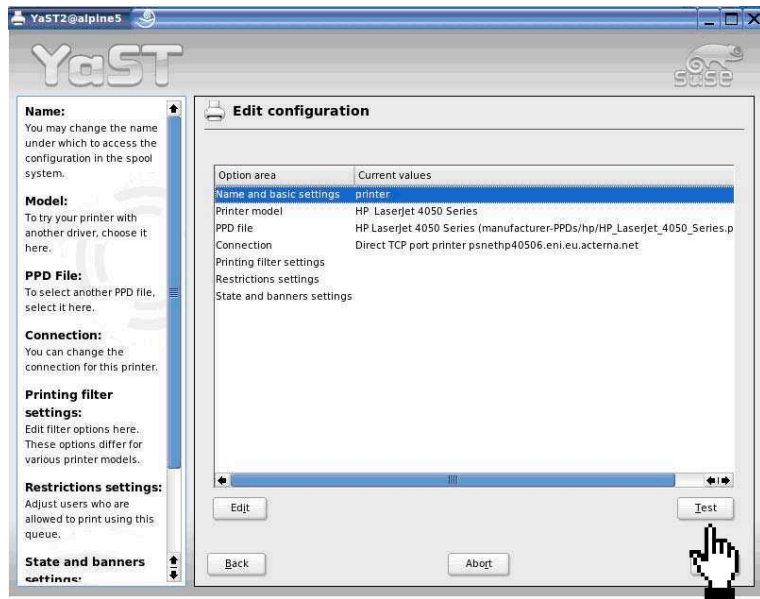 YaST2@alpine5
YaST
SUSE
Name:
You may change the name
under which to access the
configuration in the spool
system.
Model:
To try your printer with
another driver, choose it
here.
PPD File:
To select another PPD file,
select it here.
Connection:
You can change the
connection for this printer.
Printing filter
settings:
Edit filter options here.
These options differ for
various printer models.
Restrictions settings:
Adjust users who are
allowed to print using this
queue.
State and banners
settings:
Edit configuration
Option area Current values
Name and basic settings printer
Printer model HP LaserJet 4050 Series
PPD file HP LaserJet 4050 Series (manufacturer-PPDs/hp/HP_LaserJet_4050_Series.p
Connection Direct TCP port printer psnethp40506.eni.eu.acterna.net
Printing filter settings
Restrictions settings
State and banners settings
Edit Test
Back Abort